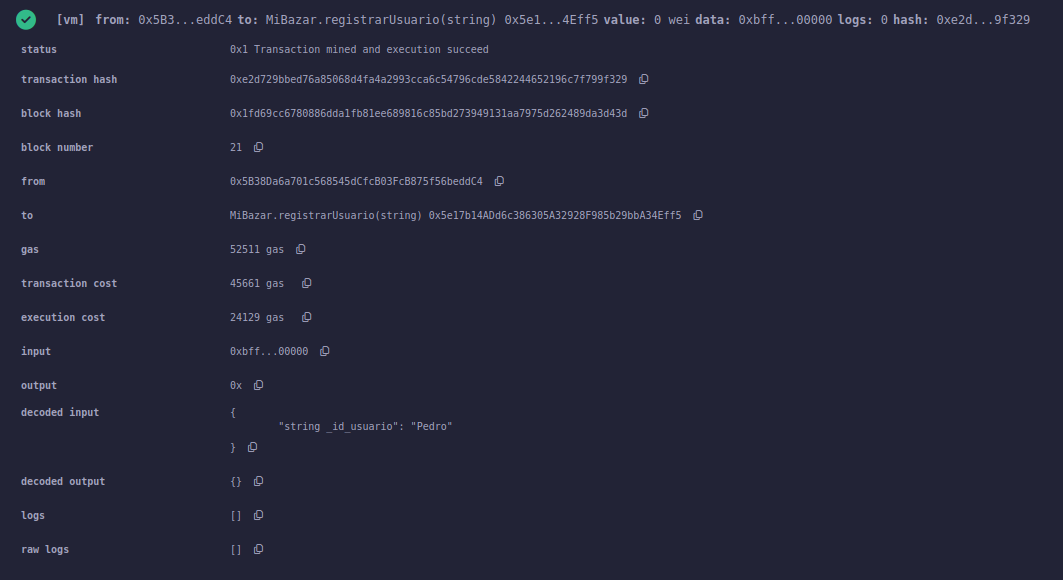 [vm] from: 0x5B3...eddC4 to: MiBazar.registrarUsuario(string) 0x5e1...4Eff5 value: 0 wei data: 0xbff...00000 logs: 0 hash: 0xe2d...9f329
status 0x1 Transaction mined and execution succeed
transaction hash 0xe2d729bbed76a85068d4fa4a2993cca6c54796cde5842244652196c7f799f329
block hash 0x1fd69cc6780886dda1fb81ee689816c85bd273949131aa7975d262489da3d43d
block number 21
from 0x5B38Da6a701c568545dCfcB03FcB875f56beddC4
to MiBazar.registrarUsuario(string) 0x5e17b14ADd6c386305A32928F985b29bbA34Eff5
gas 52511 gas
transaction cost 45661 gas
execution cost 24129 gas
input 0xbff...00000
output 0x
decoded input {
"string _id_usuario": "Pedro"
}
decoded output {}
logs []
raw logs []